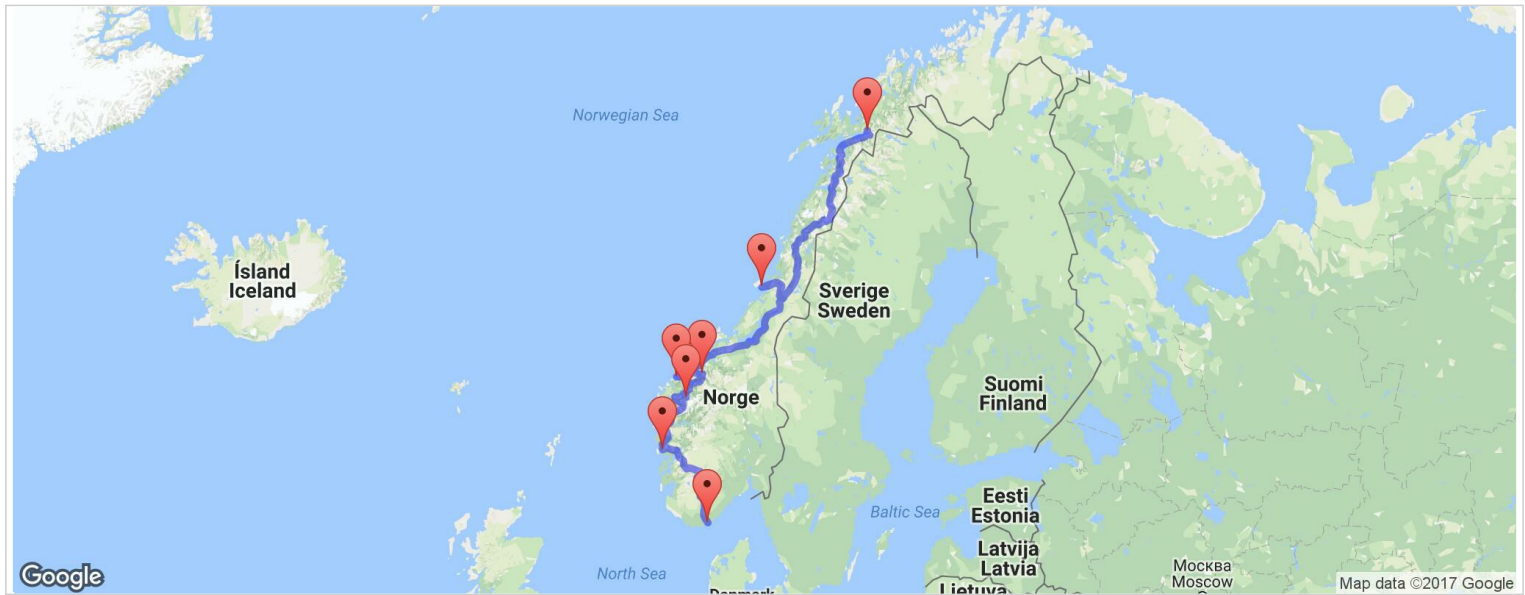 Norwegian Sea
Ísland
Iceland
Sverige
Sweden
Suomi
Finland
Norge
Eesti
Estonia
Baltic Sea
Latvija
Latvia
North Sea
Москва
Moscow
Google
Map data ©2017 Google